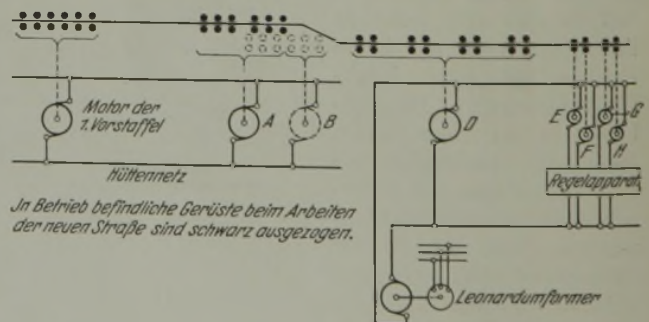 Motor der
1. Vorstaffel
A
B
D
E
F
G
H
Hüttennetz
Regelapparat
Jn Betrieb befindliche Gerüste beim Arbeiten
der neuen Straße sind schwarz ausgezogen.
Leonardumformer